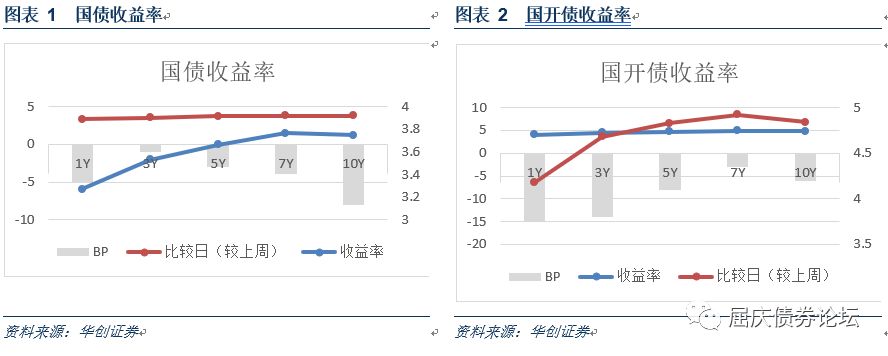 图表 1 国债收益率
国债收益率
5
0
-5
-10
4
3.8
3.6
3.4
3.2
3
1Y 3Y 5Y 7Y 10Y
BP 比较日（较上周） 收益率
资料来源：华创证券
图表 2 国开债收益率
国开债收益率
10
5
0
-5
-10
-15
-20
5
4.5
4
3.5
1Y 3Y 5Y 7Y 10Y
BP 收益率 比较日（较上周）
资料来源：华创证券
屈庆债券论坛